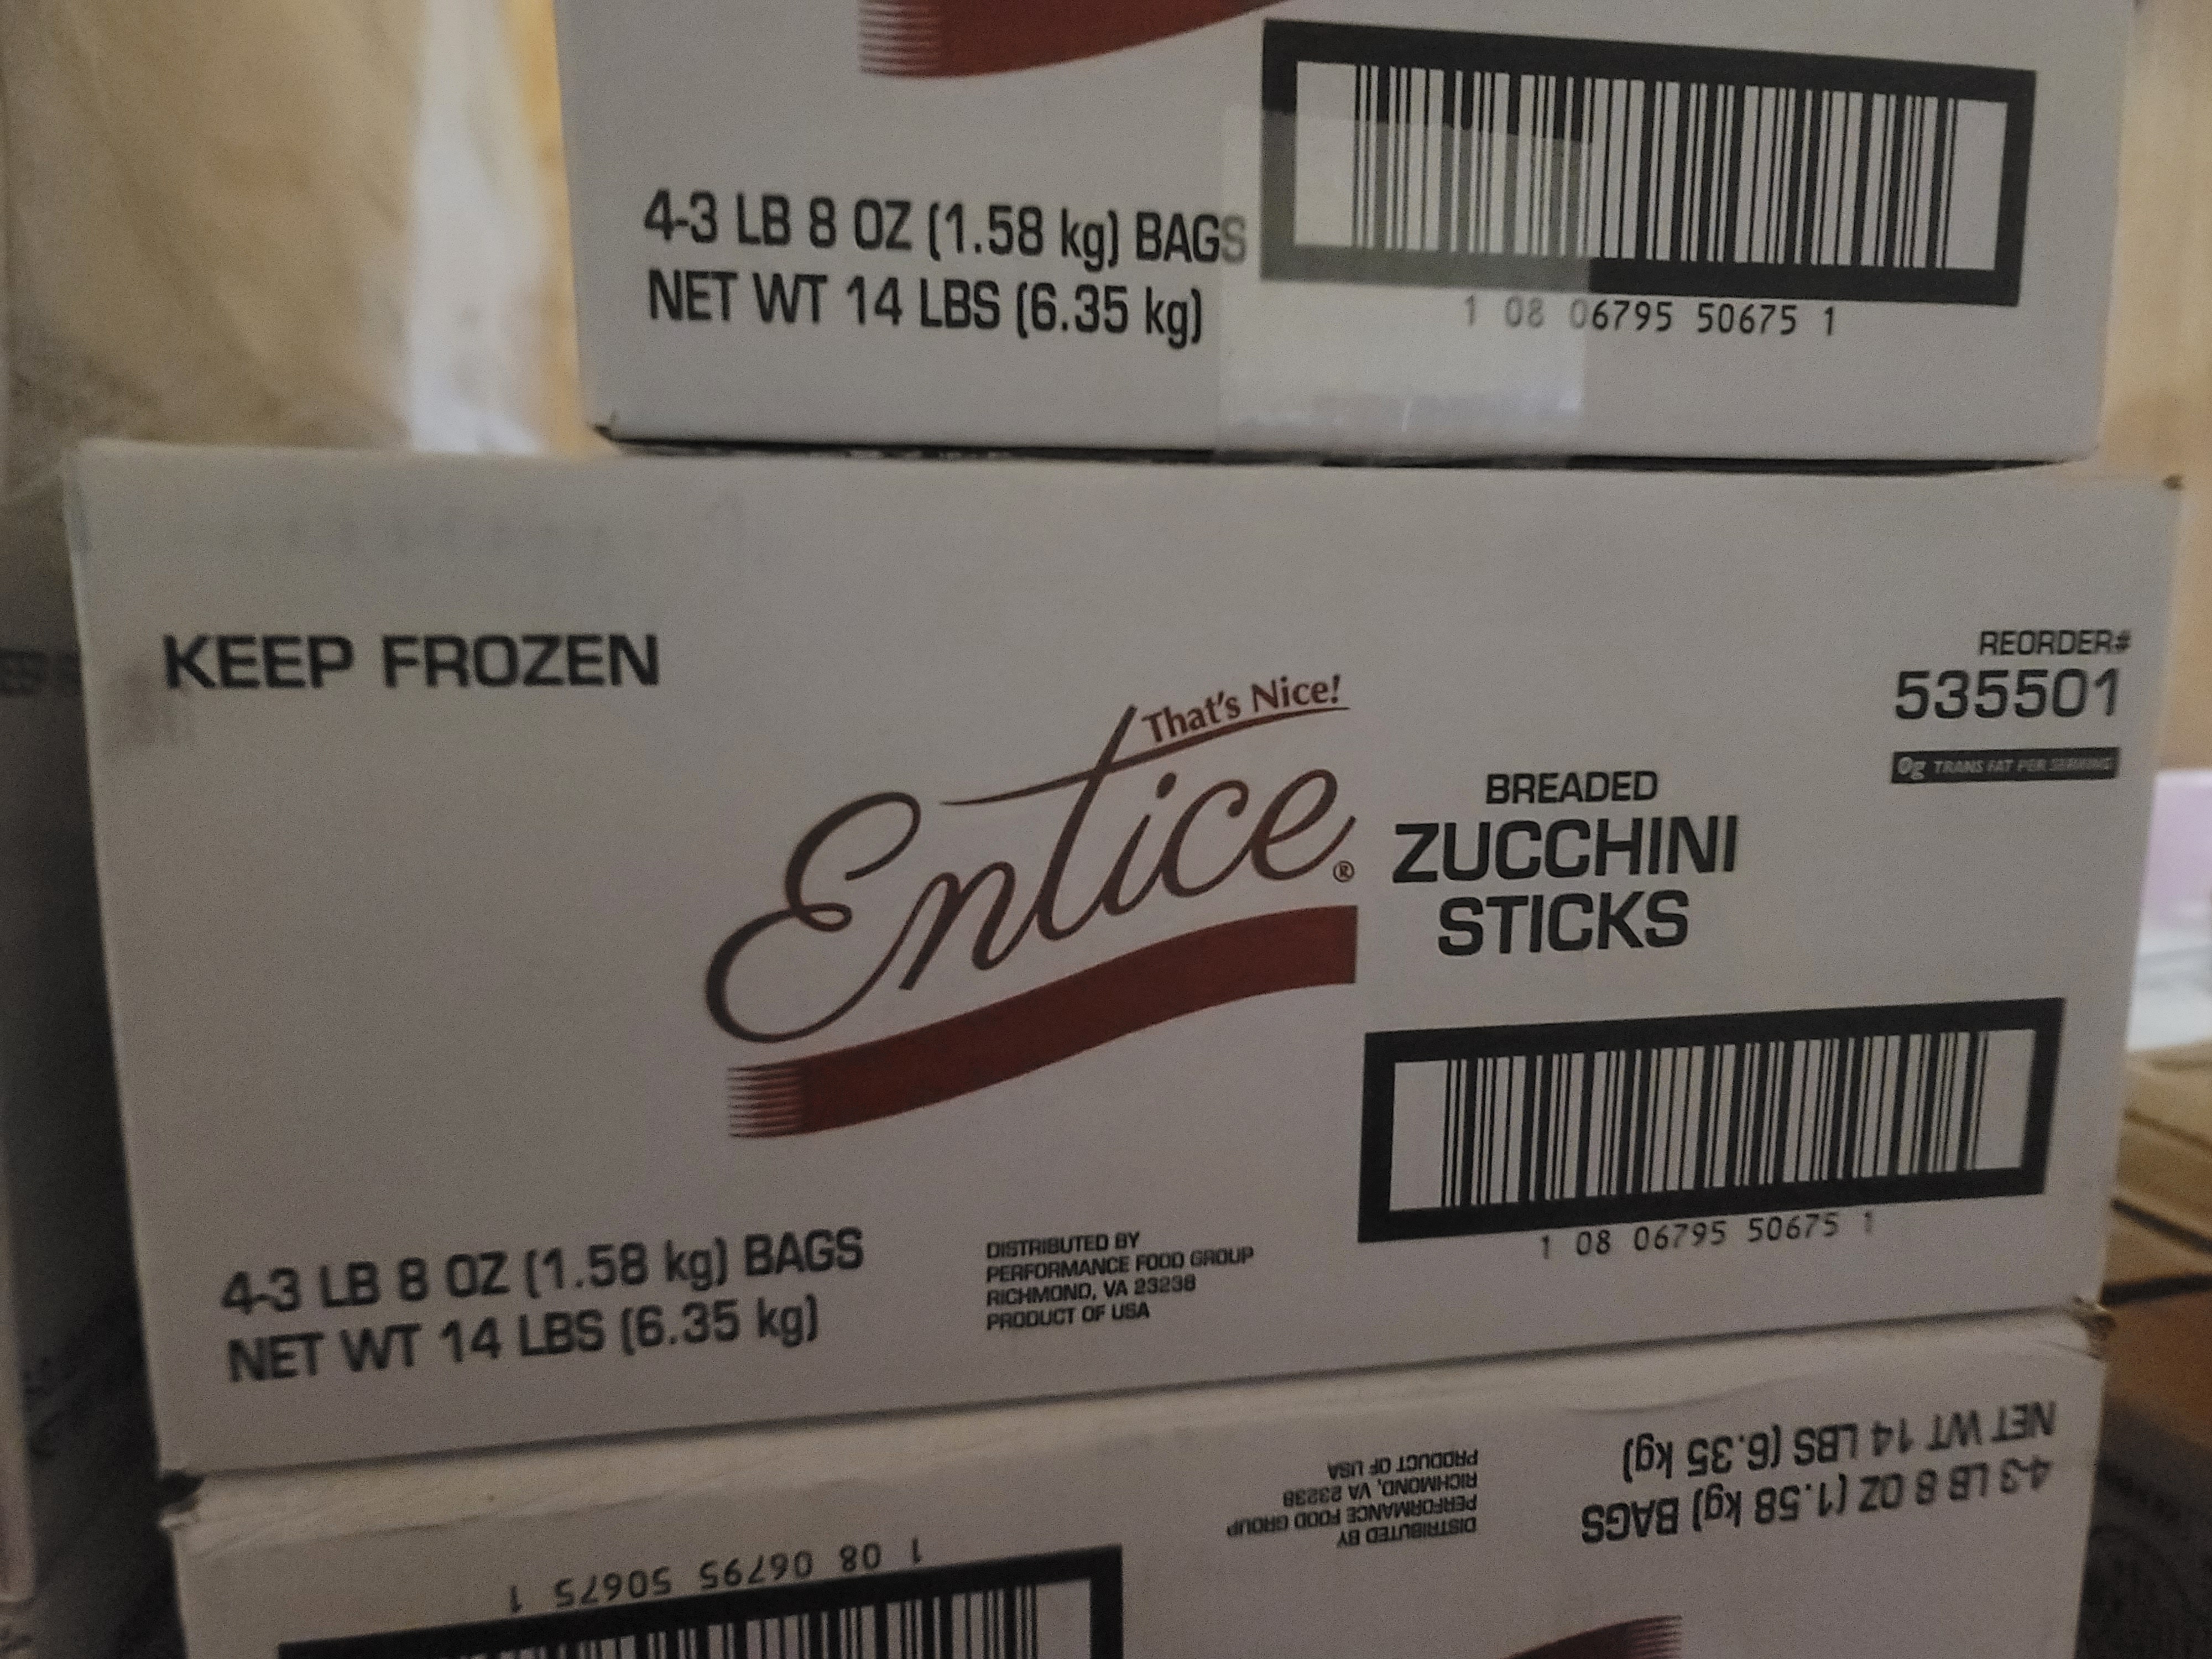 4-3 LB 8 OZ (1.58 kg) BAGS
NET WT 14 LBS (6.35 kg)
1 08 06795 50675 1
KEEP FROZEN
That's Nice!
Entice®
BREADED
ZUCCHINI
STICKS
REORDER#
535501
0g TRANS FAT PER SERVING
4-3 LB 8 OZ (1.58 kg) BAGS
NET WT 14 LBS (6.35 kg)
DISTRIBUTED BY
PERFORMANCE FOOD GROUP
RICHMOND, VA 23238
PRODUCT OF USA
1 08 06795 50675 1
4-3 LB 8 OZ (1.58 kg) BAGS
NET WT 14 LBS (6.35 kg)
DISTRIBUTED BY
PERFORMANCE FOOD GROUP
RICHMOND, VA 23238
PRODUCT OF USA
1 08 06795 50675 1